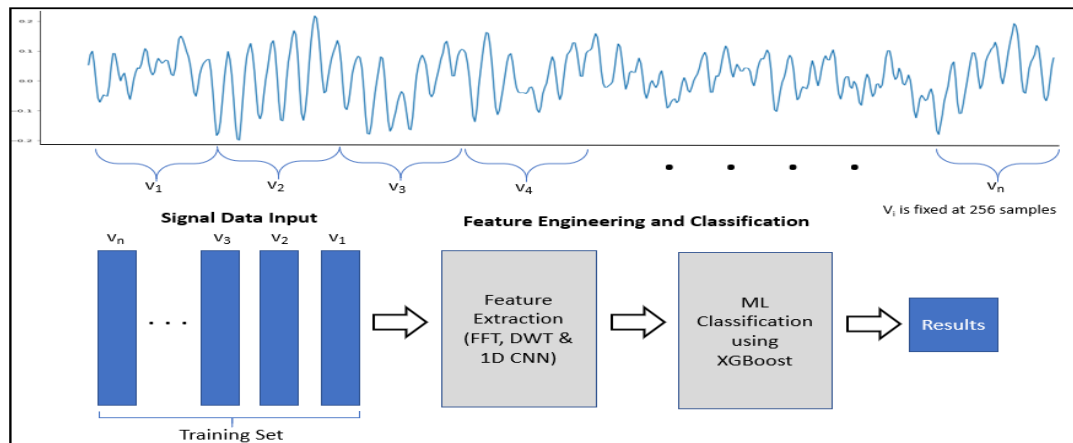 0.2
0.1
0.0
−0.1
−0.2
v1 v2 v3 v4 vn
Vi is fixed at 256 samples
Signal Data Input
Feature Engineering and Classification
vn v3 v2 v1
. . .
Feature
Extraction
(FFT, DWT &
1D CNN)
ML
Classification
using
XGBoost
Results
Training Set